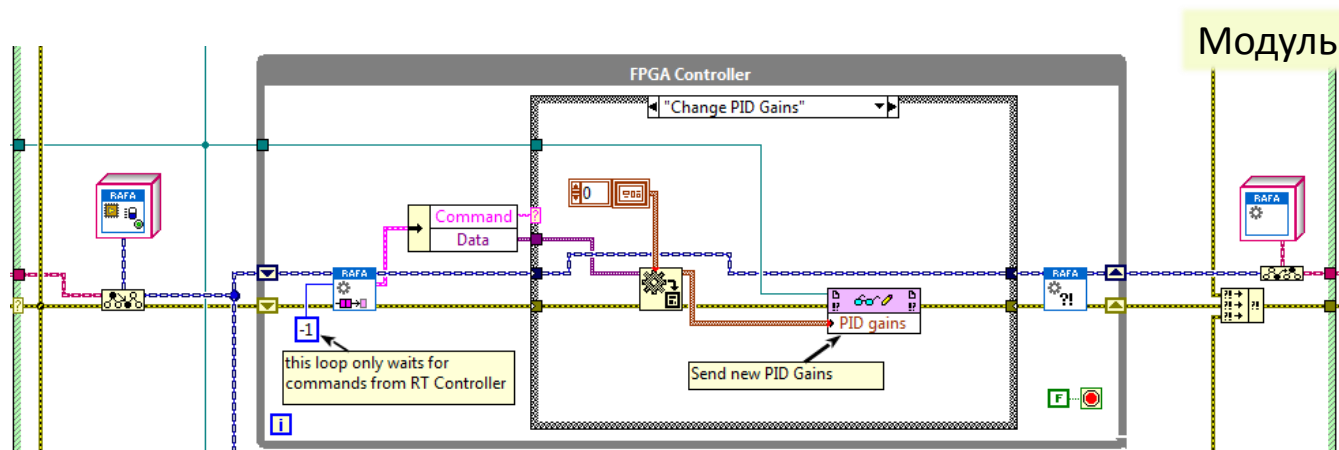 Модуль
FPGA Controller
"Change PID Gains"
RAFA
RAFA
0
Command
?
Data
RAFA
RAFA
?
?!
?!
?!
?!
PID gains
?!
?!
?!
?!
-1
this loop only waits for
commands from RT Controller
Send new PID Gains
F
i